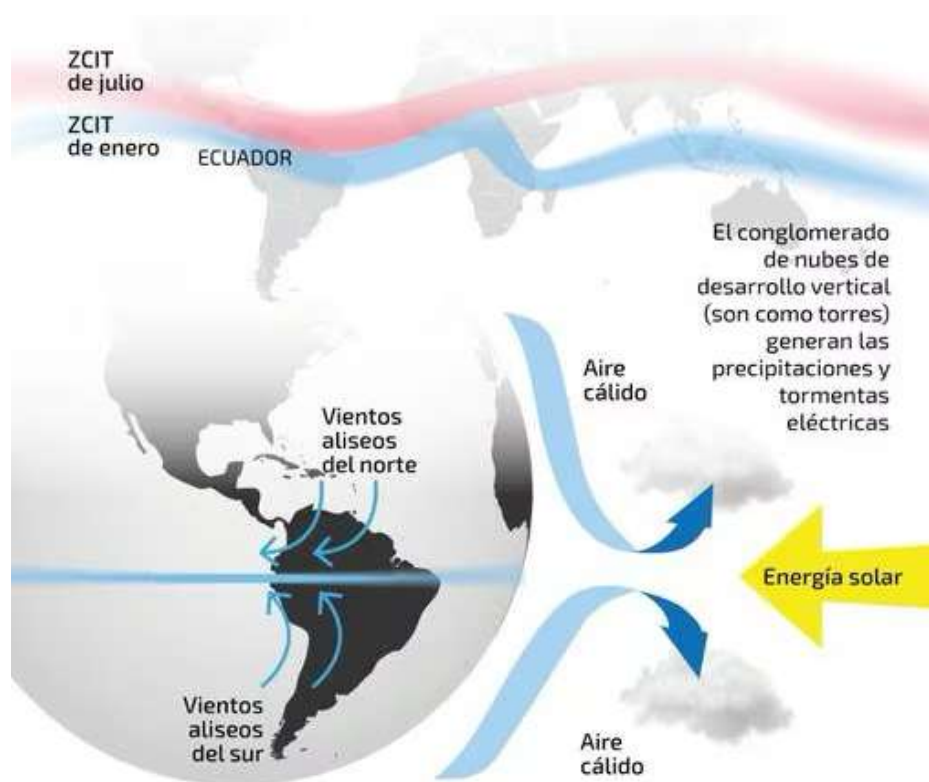 ZCIT
de julio
ZCIT
de enero
ECUADOR
El conglomerado
de nubes de
desarrollo vertical
(son como torres)
generan las
precipitaciones y
tormentas
eléctricas
Aire
cálido
Vientos
aliseos
del norte
Energía solar
Vientos
aliseos
del sur
Aire
cálido